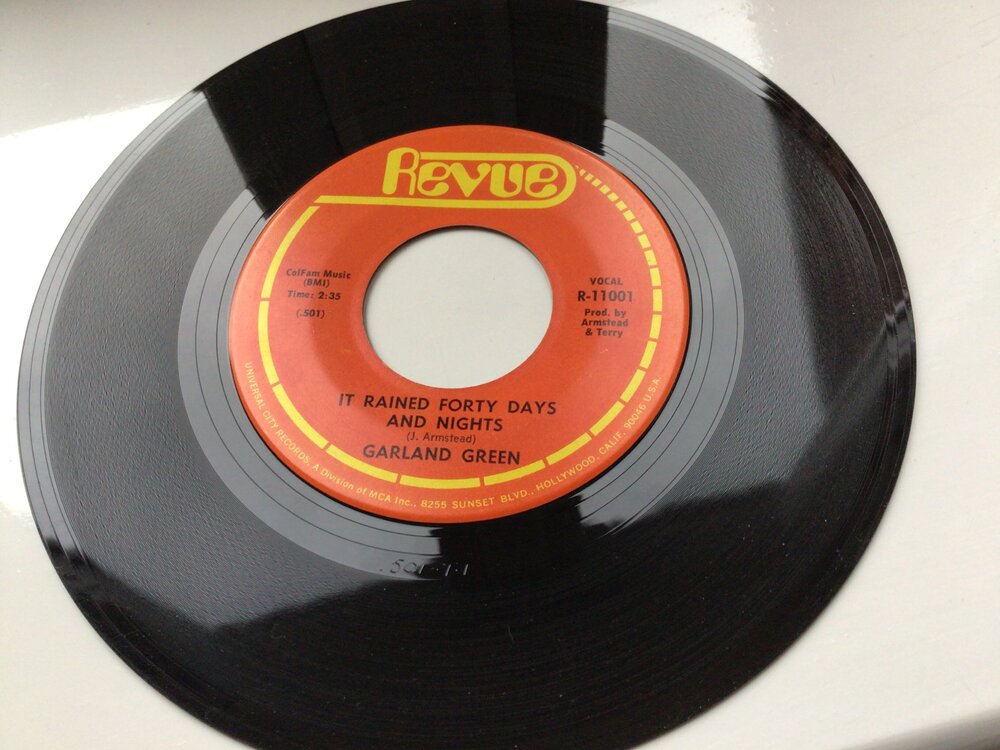 Revue
ColFam Music
(BMI)
Time: 2:35
(.501)
VOCAL
R-11001
Prod. by
Armstead
& Terry
IT RAINED FORTY DAYS
AND NIGHTS
(J. Armstead)
GARLAND GREEN
UNIVERSAL CITY RECORDS, A Division of MCA Inc., 8255 SUNSET BLVD., HOLLYWOOD, CALIF. 90046 U.S.A.